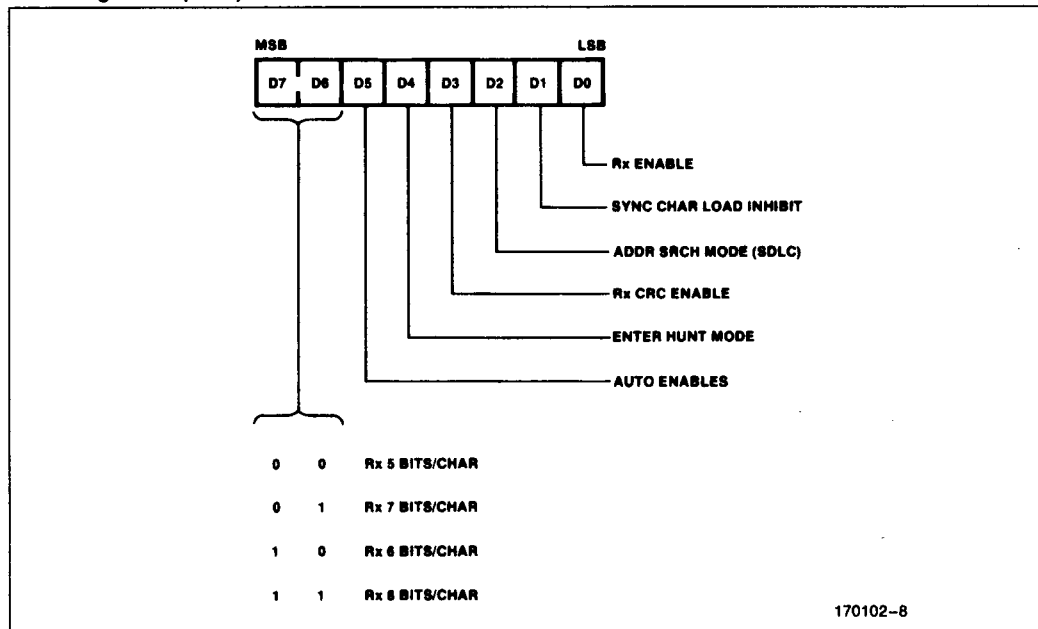 MSB LSB
D7 D6 D5 D4 D3 D2 D1 D0
Rx ENABLE
SYNC CHAR LOAD INHIBIT
ADDR SRCH MODE (SDLC)
Rx CRC ENABLE
ENTER HUNT MODE
AUTO ENABLES
0 0 Rx 5 BITS/CHAR
0 1 Rx 7 BITS/CHAR
1 0 Rx 6 BITS/CHAR
1 1 Rx 8 BITS/CHAR
170102-8